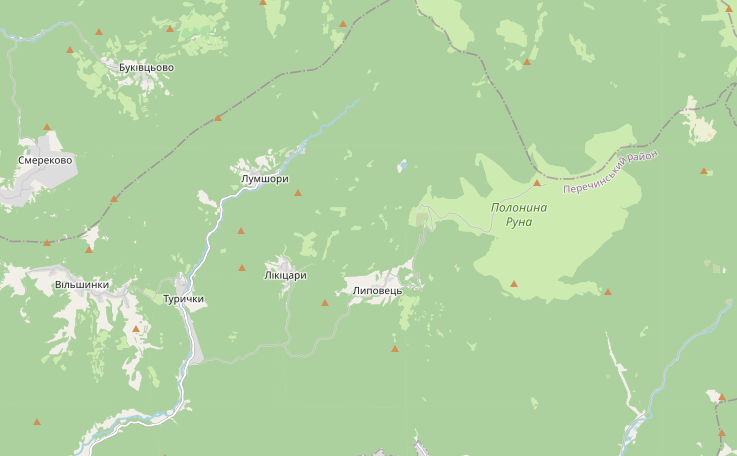 Буківцьово
Смереково
Перечинський район
Лумшори
Полонина
Руна
Лікіцари
Вільшинки
Липовець
Турички